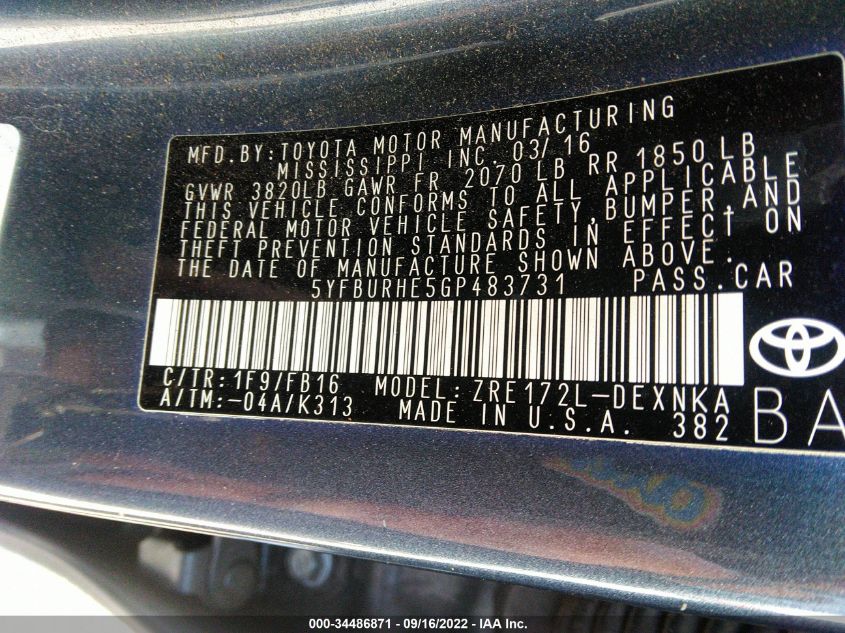 MFD. BY: TOYOTA MOTOR MANUFACTURING
MISSISSIPPI INC. 03/16
GVWR 3820LB GAWR FR 2070 LB RR 1850 LB
THIS VEHICLE CONFORMS TO ALL APPLICABLE
FEDERAL MOTOR VEHICLE SAFETY, BUMPER, AND
THEFT PREVENTION STANDARDS IN EFFECT ON
THE DATE OF MANUFACTURE SHOWN ABOVE.
5YFBURHE5GP483731 PASS. CAR
C/TR: 1F9/FB16 MODEL: ZRE172L-DEXNKA
A/TM: -04A/K313 MADE IN U.S.A. 382
BA
000-34486871 - 09/16/2022 - IAA Inc.